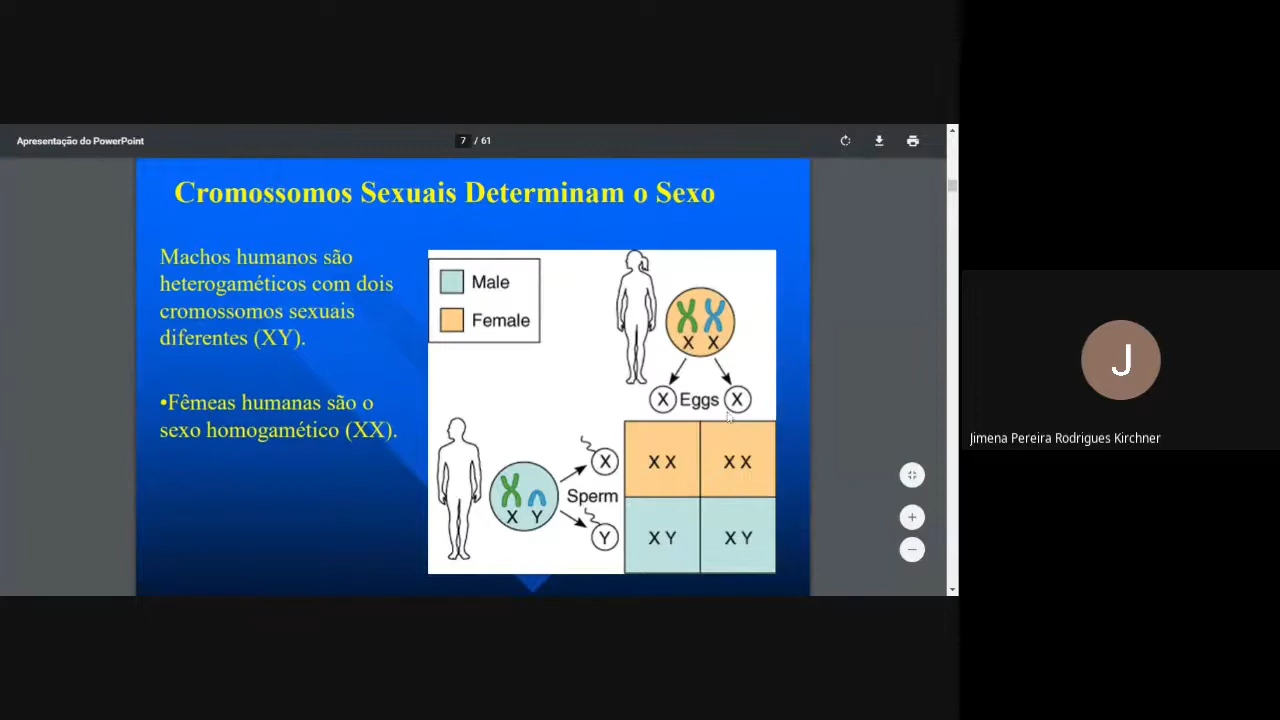 Apresentação do PowerPoint
7 / 61
Cromossomos Sexuais Determinam o Sexo
Machos humanos são
heterogaméticos com dois
cromossomos sexuais
diferentes (XY).
•Fêmeas humanas são o
sexo homogamético (XX).
Male
Female
X X
X Eggs X
X
Sperm
X Y
Y
X X
X X
X Y
X Y
J
Jimena Pereira Rodrigues Kirchner